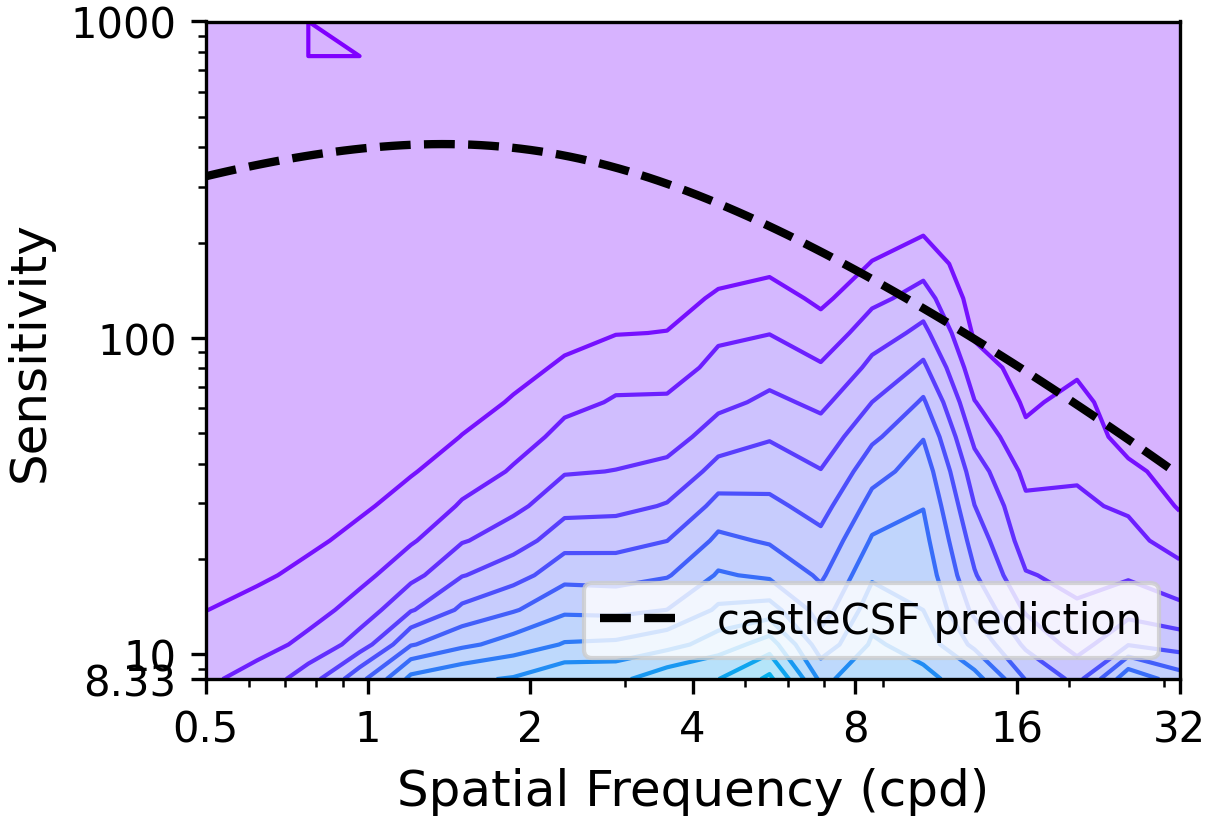 1000
100
10
8.33
Sensitivity
castleCSF prediction
0.5 1 2 4 8 16 32
Spatial Frequency (cpd)